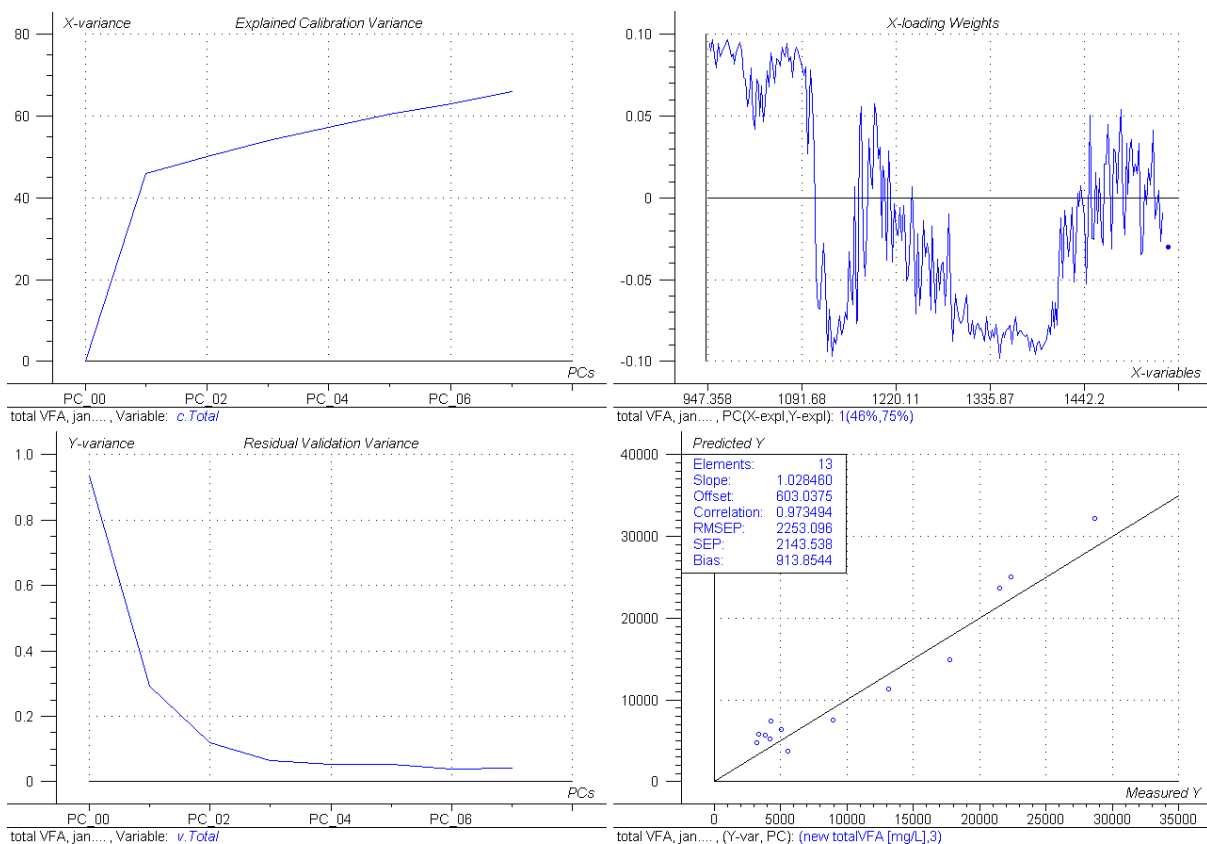 X-variance Explained Calibration Variance
80
60
40
20
0
PCs
PC_00 PC_02 PC_04 PC_06
total VFA, jan...., Variable: c.Total
X-loading Weights
0.10
0.05
0
-0.05
-0.10
X-variables
947.358 1081.68 1220.11 1335.87 1442.2
total VFA, jan...., PC(X-expl,Y-expl): 1(46%,75%)
Y-variance Residual Validation Variance
1.0
0.8
0.6
0.4
0.2
0
PCs
PC_00 PC_02 PC_04 PC_06
total VFA, jan...., Variable: v.Total
Predicted Y
40000
30000
20000
10000
0
Elements: 13
Slope: 1.028460
Offset: 603.0375
Correlation: 0.973494
RMSEP: 2253.096
SEP: 2143.538
Bias: 913.8544
Measured Y
0 5000 10000 15000 20000 25000 30000 35000
total VFA, jan...., (Y-var, PC): (new totalVFA [mg/L],3)